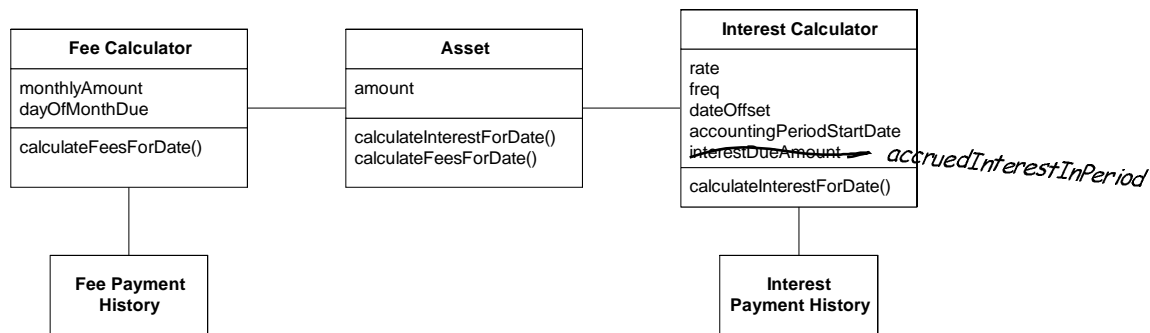 Fee Calculator
monthlyAmount
dayOfMonthDue
calculateFeesForDate()
Fee Payment
History
Asset
amount
calculateInterestForDate()
calculateFeesForDate()
Interest Calculator
rate
freq
dateOffset
accountingPeriodStartDate
interestDueAmount
accruedInterestInPeriod
calculateInterestForDate()
Interest
Payment History